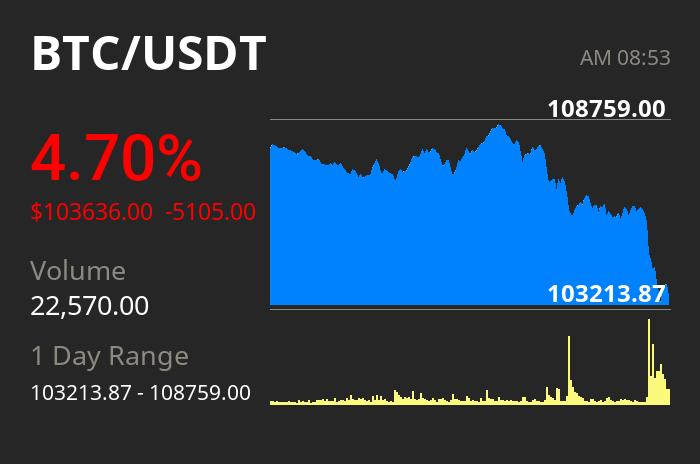 BTC/USDT
AM 08:53
108759.00
4.70%
$103636.00 -5105.00
Volume
22,570.00
103213.87
1 Day Range
103213.87 - 108759.00